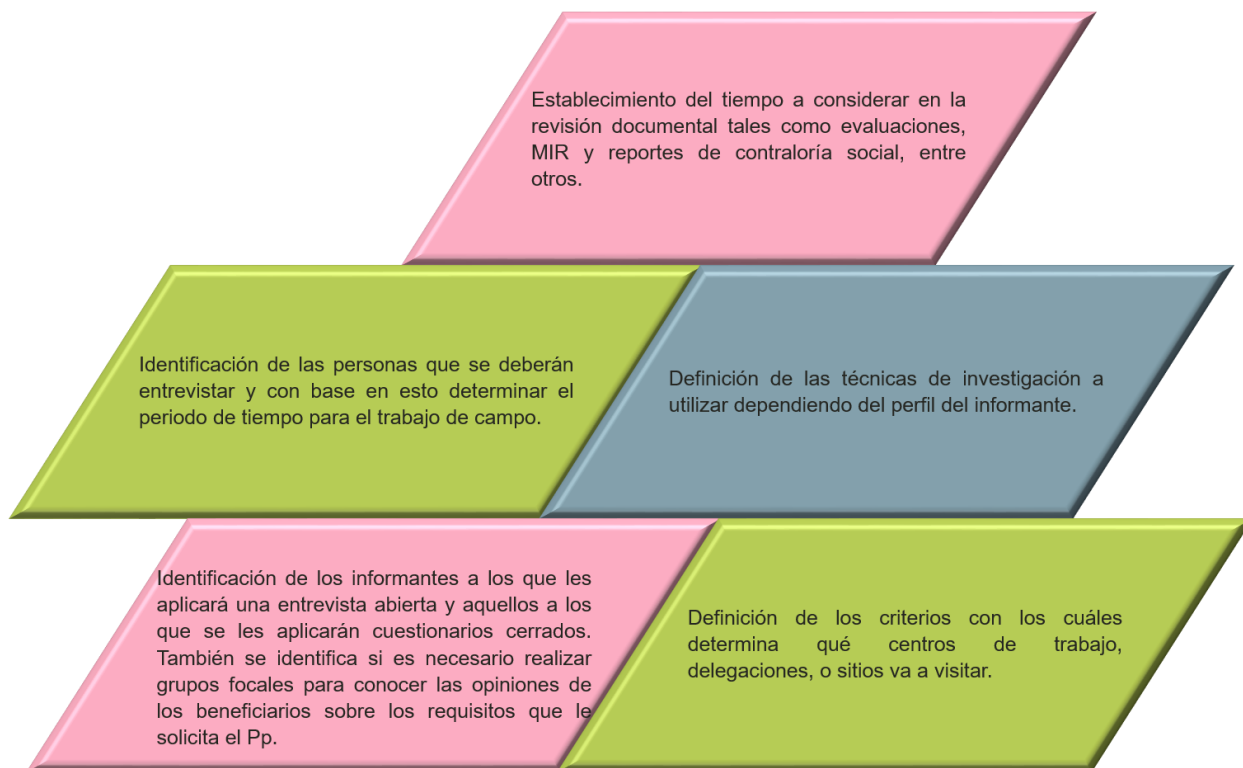 Establecimiento del tiempo a considerar en la
revisión documental tales como evaluaciones,
MIR y reportes de contraloría social, entre
otros.
Identificación de las personas que se deberán
entrevistar y con base en esto determinar el
periodo de tiempo para el trabajo de campo.
Definición de las técnicas de investigación a
utilizar dependiendo del perfil del informante.
Identificación de los informantes a los que les
aplicará una entrevista abierta y aquellos a los
que se les aplicarán cuestionarios cerrados.
También se identifica si es necesario realizar
grupos focales para conocer las opiniones de
los beneficiarios sobre los requisitos que le
solicita el Pp.
Definición de los criterios con los cuáles
determina qué centros de trabajo,
delegaciones, o sitios va a visitar.